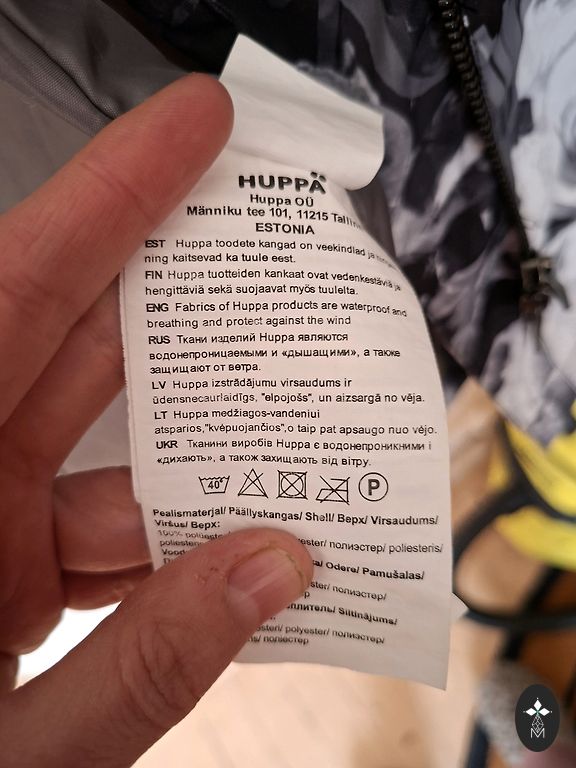 HUPPA
Huppa OÜ
Männiku tee 101, 11215
ESTONIA
EST Huppa toodete kangad on veekindlad ja
ning kaitsevad ka tuule eest.
FIN Huppa tuotteiden kankaat ovat vedenkestäviä ja
hengittäviä sekä suojaavat myös tuulelta.
ENG Fabrics of Huppa products are waterproof and
breathing and protect against the wind
RUS Ткани изделий Huppa являются
водонепроницаемыми и «дышащими», а также
защищают от ветра.
LV Huppa izstrādājumu virsaudums ir
ūdensnecaurlaidīgs, "elpojošs", un aizsargā no vēja.
LT Huppa medžiagos-vandeniui
atsparios,"kvėpuojančios",o taip pat apsaugo nuo vėjo.
UKR Тканини виробів Huppa є водонепроникними і
«дихають», а також захищають від вітру.
40° P
Pealismaterjal/ Päällyskangas/ Shell/ Верх/ Virsaudums/
Viršus/ Верх:
100% polyester/ полиэстер/ poliesteris/
Odere/ Pamušalas/
полиэстер/
Siltinājums/
polyester/ полиэстер/
полиэстер
M